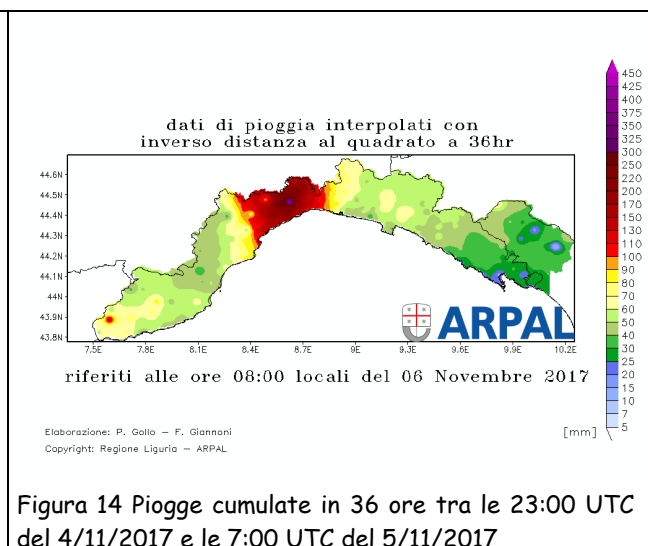 dati di pioggia interpolati con
inverso distanza al quadrato a 36hr
44.6N
44.5N
44.4N
44.3N
44.2N
44.1N
44N
43.9N
43.8N
7.5E 7.8E 8.1E 8.4E 8.7E 9E 9.3E 9.6E 9.9E 10.2E
ARPAL
riferiti alle ore 08:00 locali del 06 Novembre 2017
450
425
400
375
350
325
300
250
220
200
170
150
130
110
100
90
80
70
60
50
40
30
25
20
15
10
7
5
[mm]
Elaborazione: P. Gollo – F. Giannoni
Copyright: Regione Liguria – ARPAL
Figura 14 Piogge cumulate in 36 ore tra le 23:00 UTC
del 4/11/2017 e le 7:00 UTC del 5/11/2017